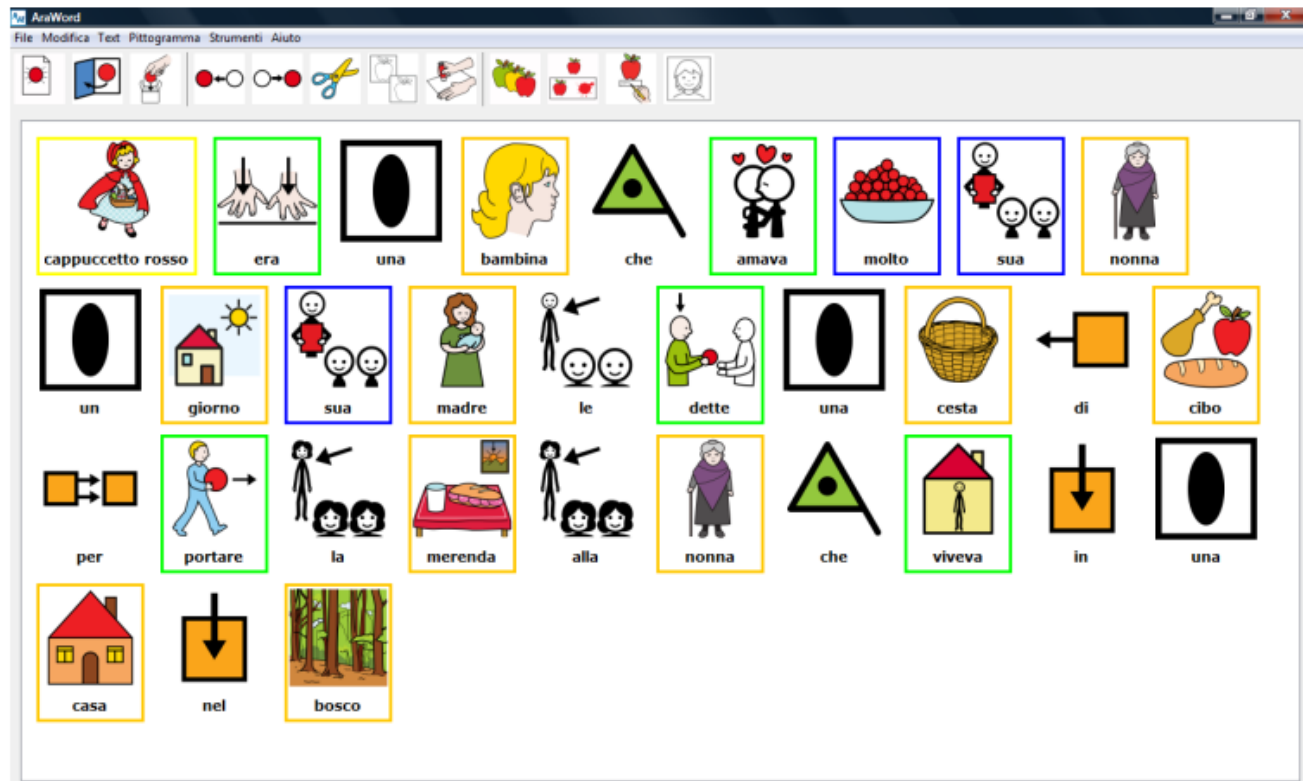 AraWord
File Modifica Text Pittogramma Strumenti Aiuto
cappuccetto rosso era una bambina che amava molto sua nonna
un giorno sua madre le dette una cesta di cibo
per portare la merenda alla nonna che viveva in una
casa nel bosco